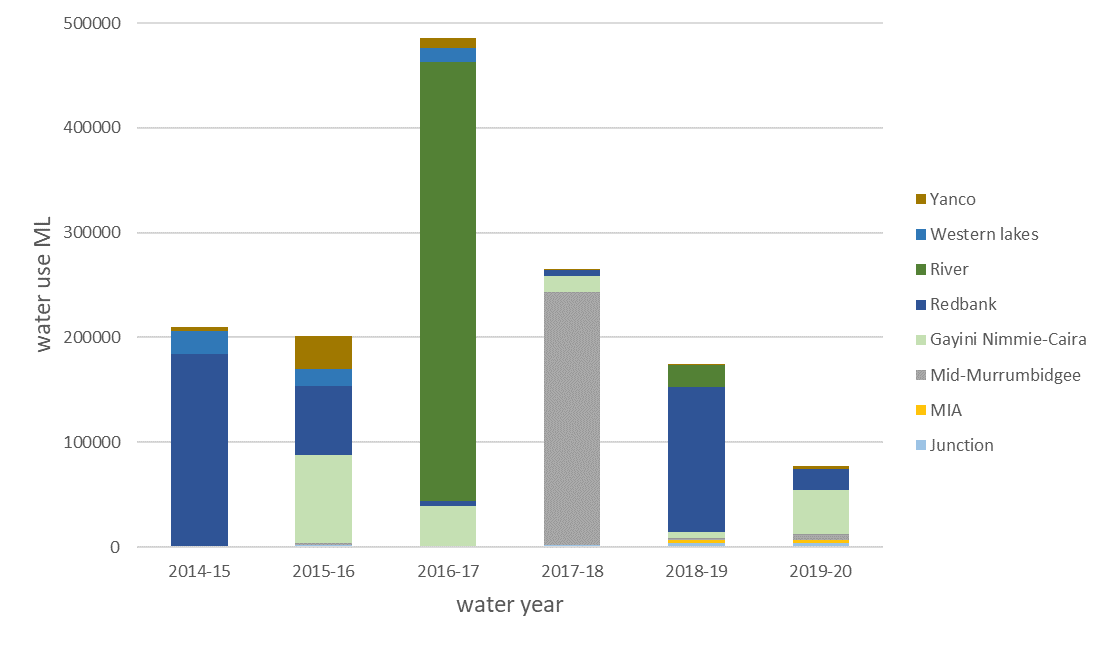 500000
400000
300000
200000
100000
0
water use ML
2014-15
2015-16
2016-17
2017-18
2018-19
2019-20
water year
Yanco
Western lakes
River
Redbank
Gayini Nimmie-Caira
Mid-Murrumbidgee
MIA
Junction